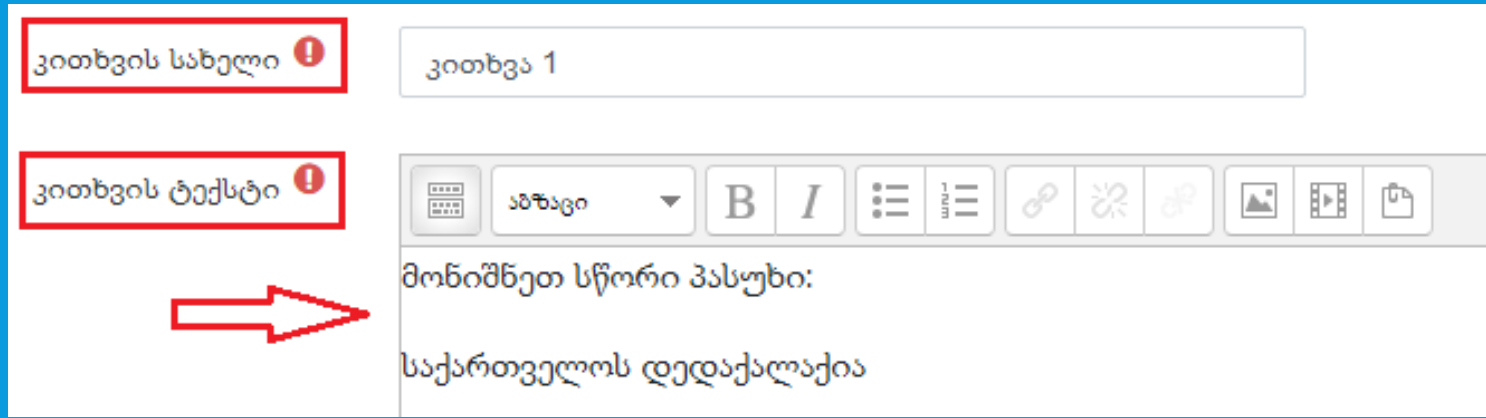 კითხვის სახელი
კითხვა 1
კითხვის ტექსტი
აბზაცი
B I
მონიშნეთ სწორი პასუხი:
საქართველოს დედაქალაქია